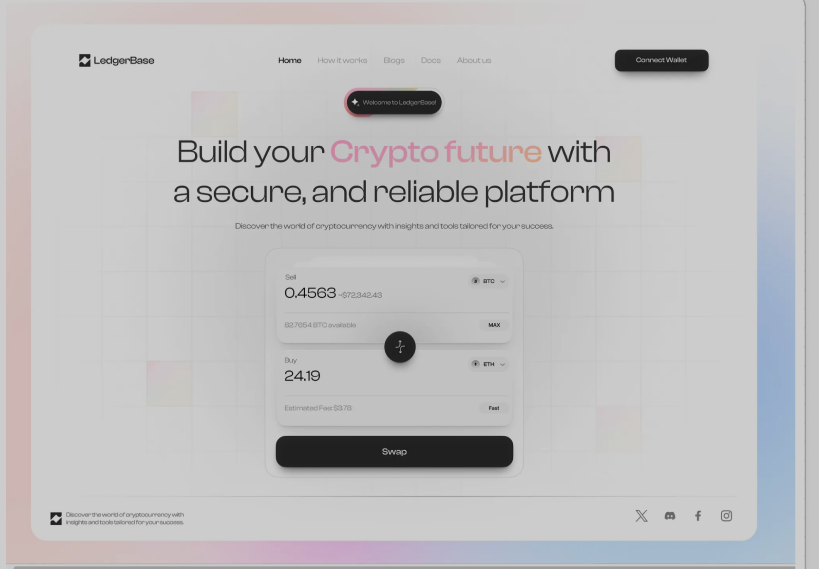 LedgerBase
Home How it works Blogs Docs About us
Connect Wallet
Welcome to LedgerBase!
Build your Crypto future with
a secure, and reliable platform
Discover the world of cryptocurrency with insights and tools tailored for your success.
Sell
0.4563 ~$72,342.43
BTC
82.7654 BTC available
MAX
Buy
24.19
ETH
Estimated Fee: $3.78
Fast
Swap
Discover the world of cryptocurrency with
insights and tools tailored for your success.